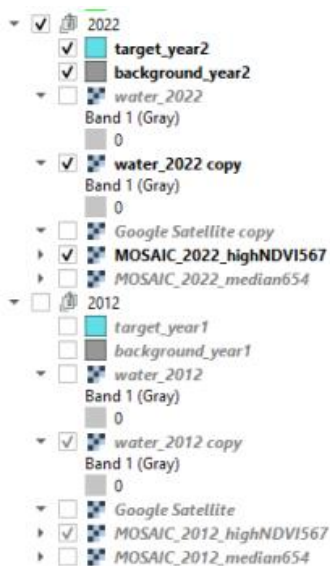 2022
target_year2
background_year2
water_2022
Band 1 (Gray)
0
water_2022 copy
Band 1 (Gray)
0
Google Satellite copy
MOSAIC_2022_highNDVI567
MOSAIC_2022_median654
2012
target_year1
background_year1
water_2012
Band 1 (Gray)
0
water_2012 copy
Band 1 (Gray)
0
Google Satellite
MOSAIC_2012_highNDVI567
MOSAIC_2012_median654